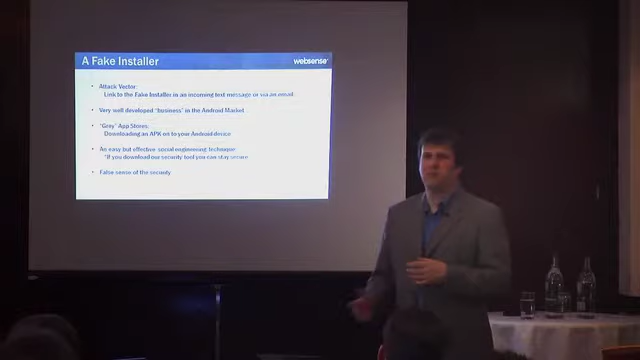 A Fake Installer
websense
• Attack Vector:
Link to the Fake Installer in an incoming text message or via an email
• Very well developed "business" in the Android Market
• "Grey" App Stores:
Downloading an APK on to your Android device
• An easy but effective social engineering technique:
"If you download our security tool you can stay secure
• False sense of the security